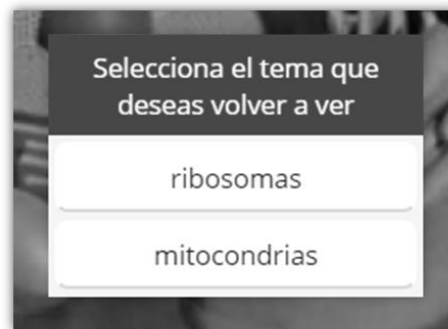 Selecciona el tema que
deseas volver a ver
ribosomas
mitocondrias